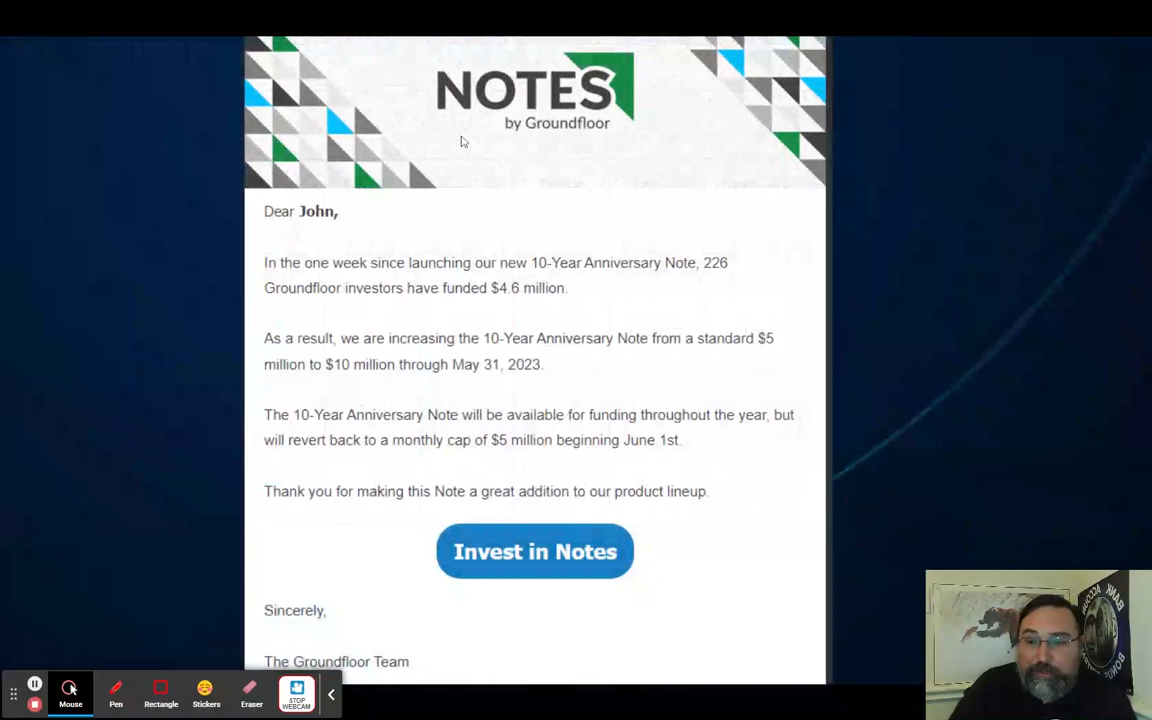 NOTES
by Groundfloor
Dear John,
In the one week since launching our new 10-Year Anniversary Note, 226
Groundfloor investors have funded $4.6 million.
As a result, we are increasing the 10-Year Anniversary Note from a standard $5
million to $10 million through May 31, 2023.
The 10-Year Anniversary Note will be available for funding throughout the year, but
will revert back to a monthly cap of $5 million beginning June 1st.
Thank you for making this Note a great addition to our product lineup.
Invest in Notes
Sincerely,
The Groundfloor Team
Mouse
Pen
Rectangle
Stickers
Eraser
STOP
WEBCAM
BANK ACCOUN